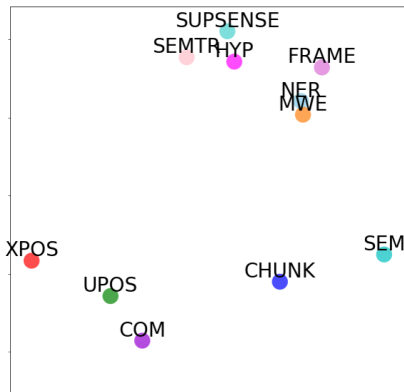 SUPSENSE
SEMTR
HYP
FRAME
NER
MWE
XPOS
SEM
CHUNK
UPOS
COM